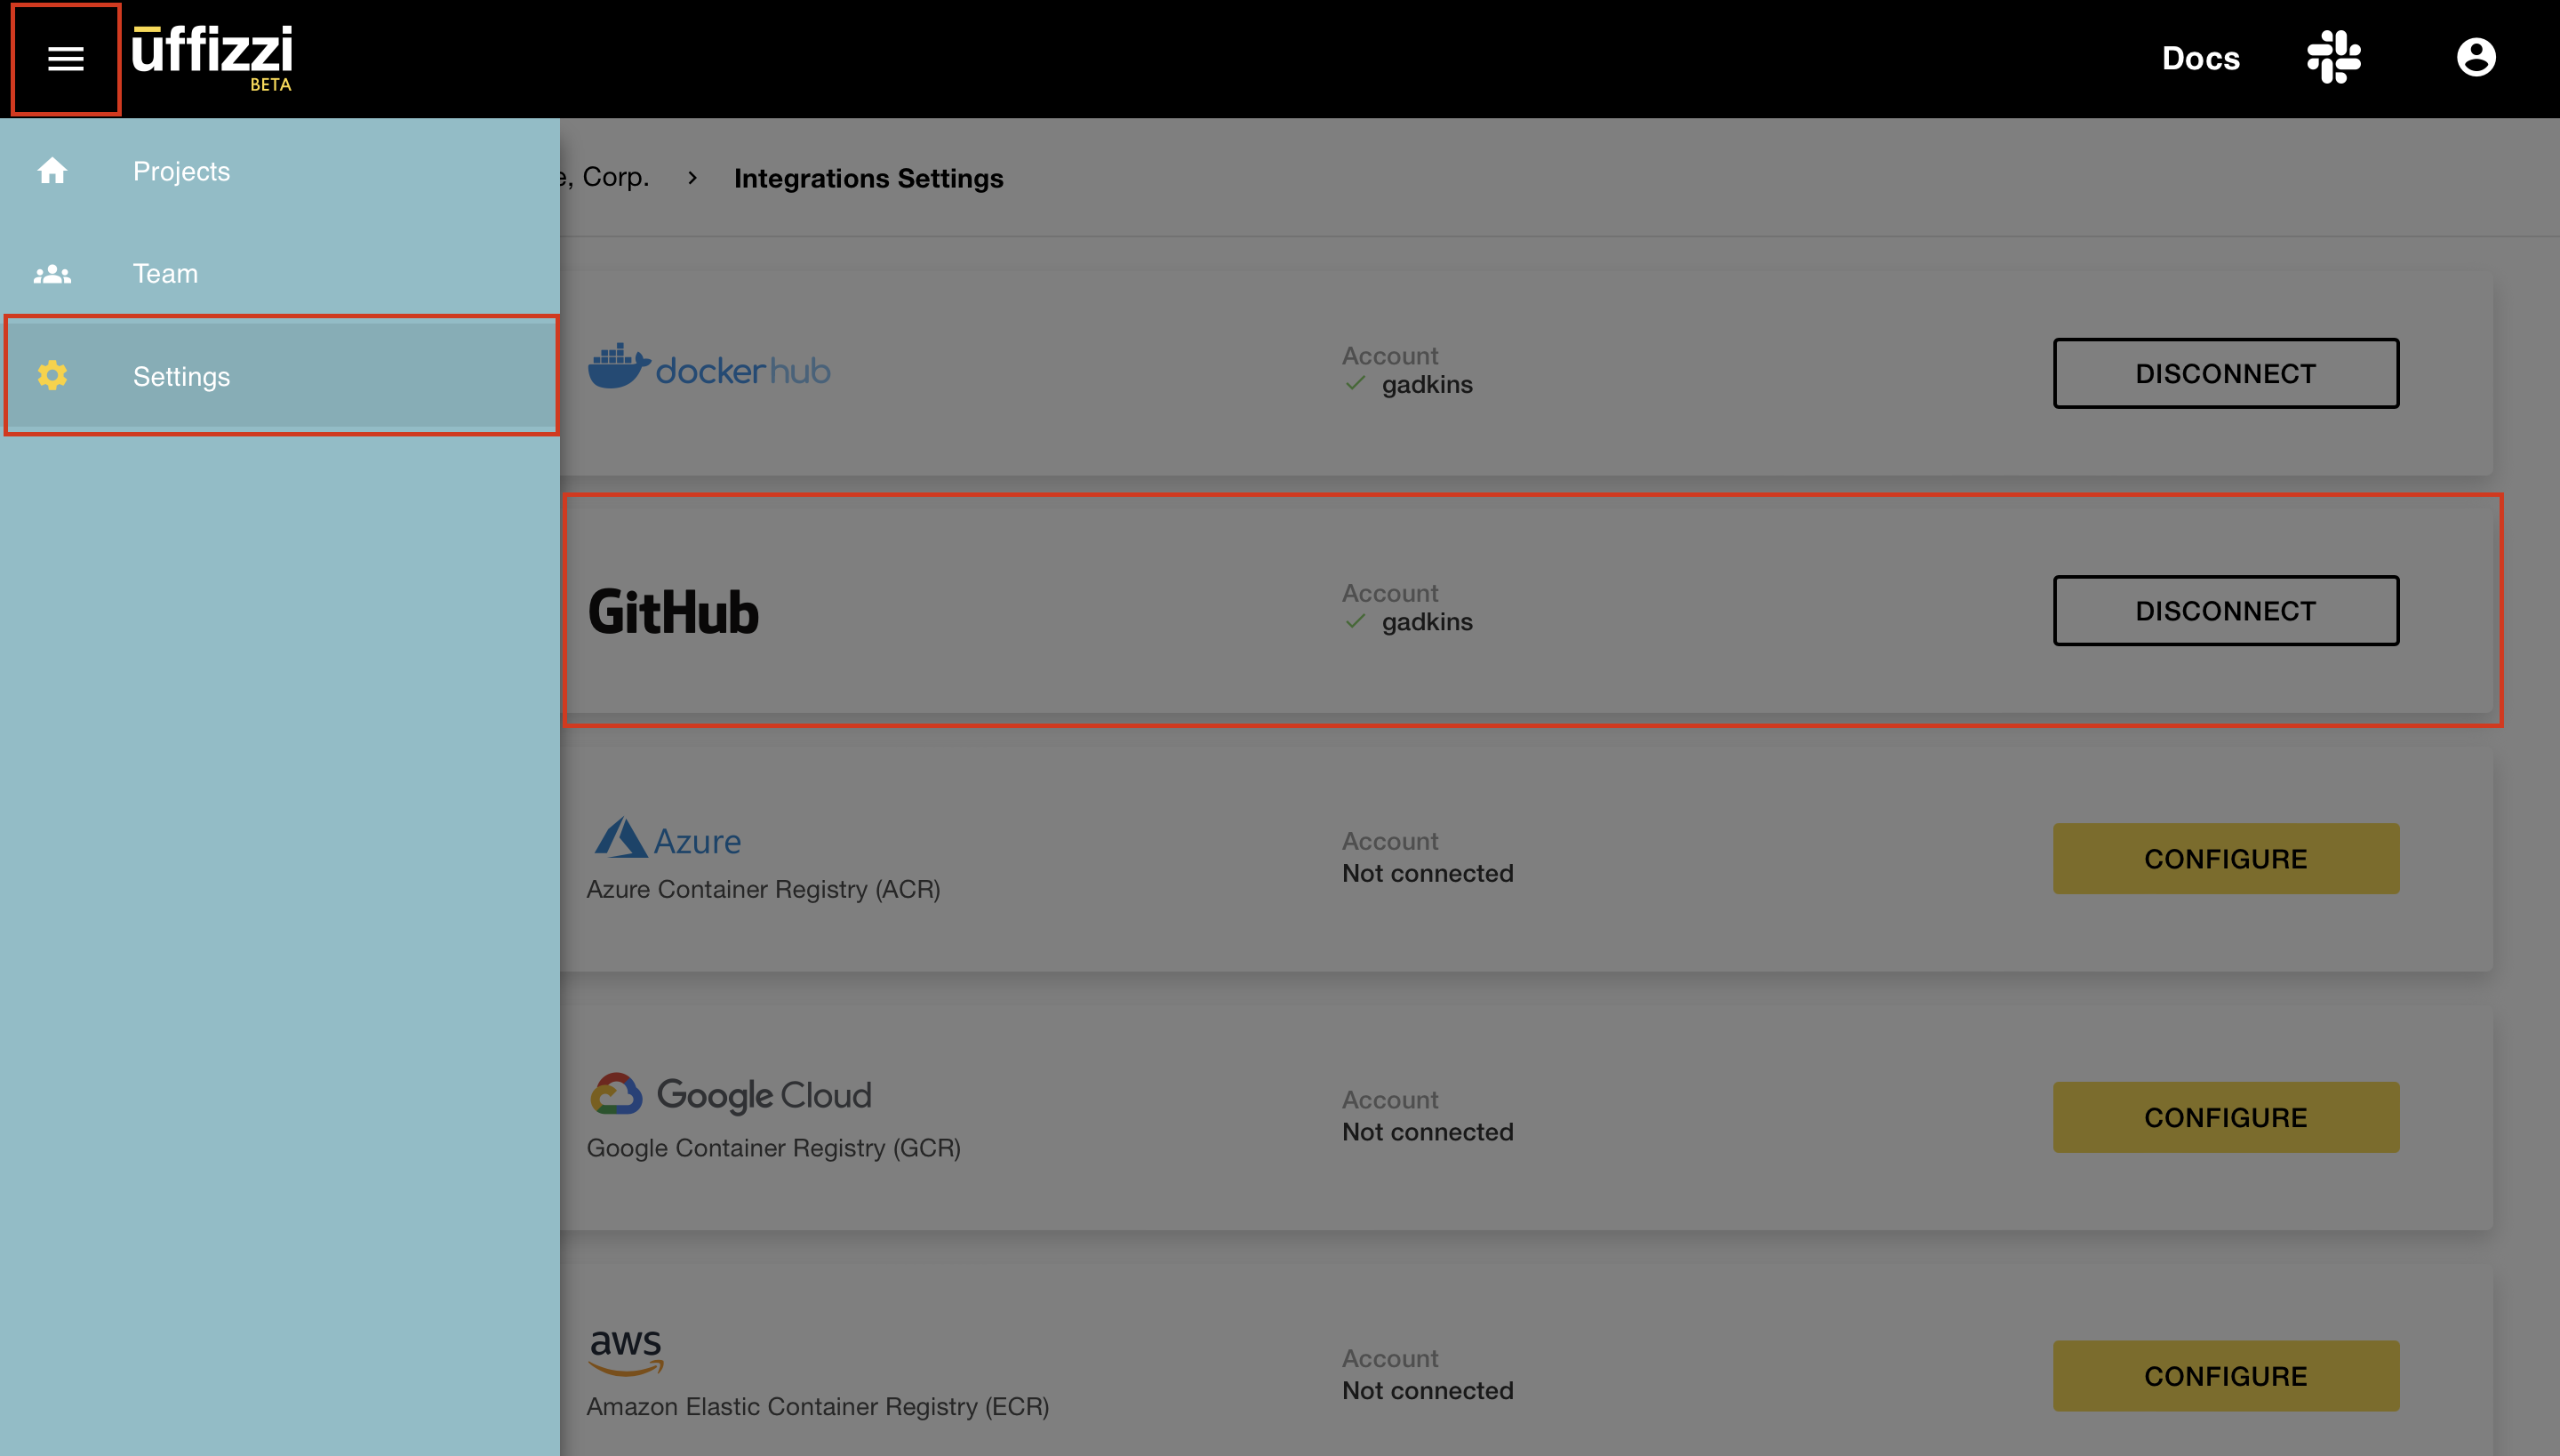 uffizzi
BETA
Docs
Projects
Team
Settings
e, Corp. > Integrations Settings
docker hub
Account
gadkins
DISCONNECT
GitHub
Account
gadkins
DISCONNECT
Azure
Azure Container Registry (ACR)
Account
Not connected
CONFIGURE
Google Cloud
Google Container Registry (GCR)
Account
Not connected
CONFIGURE
aws
Amazon Elastic Container Registry (ECR)
Account
Not connected
CONFIGURE